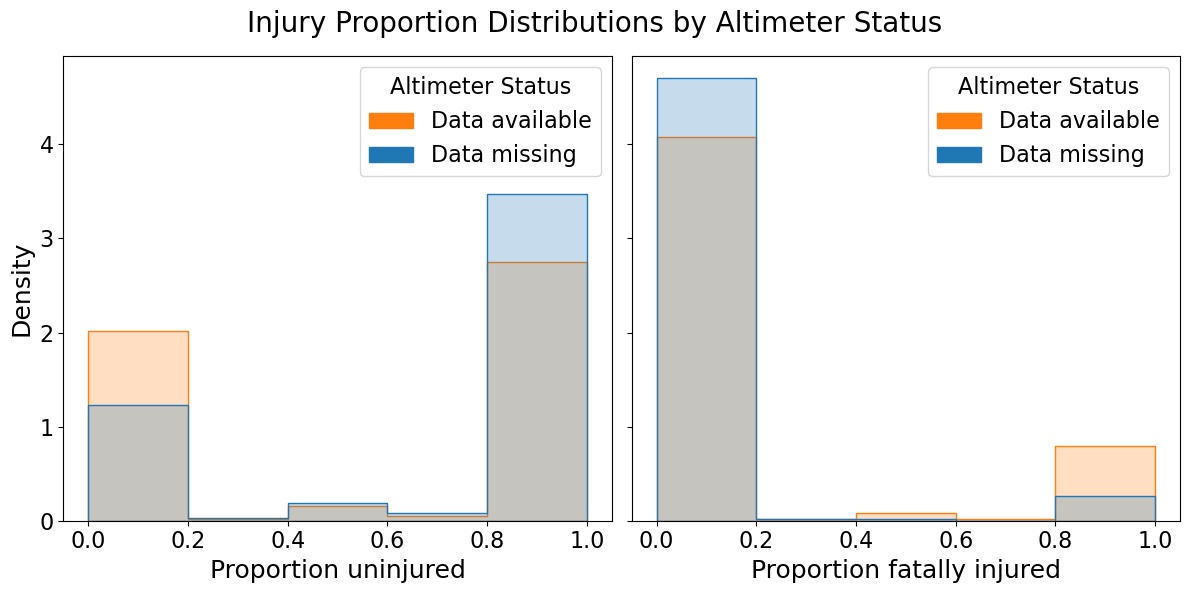 Injury Proportion Distributions by Altimeter Status
Density
4
3
2
1
0
Altimeter Status
Data available
Data missing
0.0 0.2 0.4 0.6 0.8 1.0
Proportion uninjured
Altimeter Status
Data available
Data missing
0.0 0.2 0.4 0.6 0.8 1.0
Proportion fatally injured